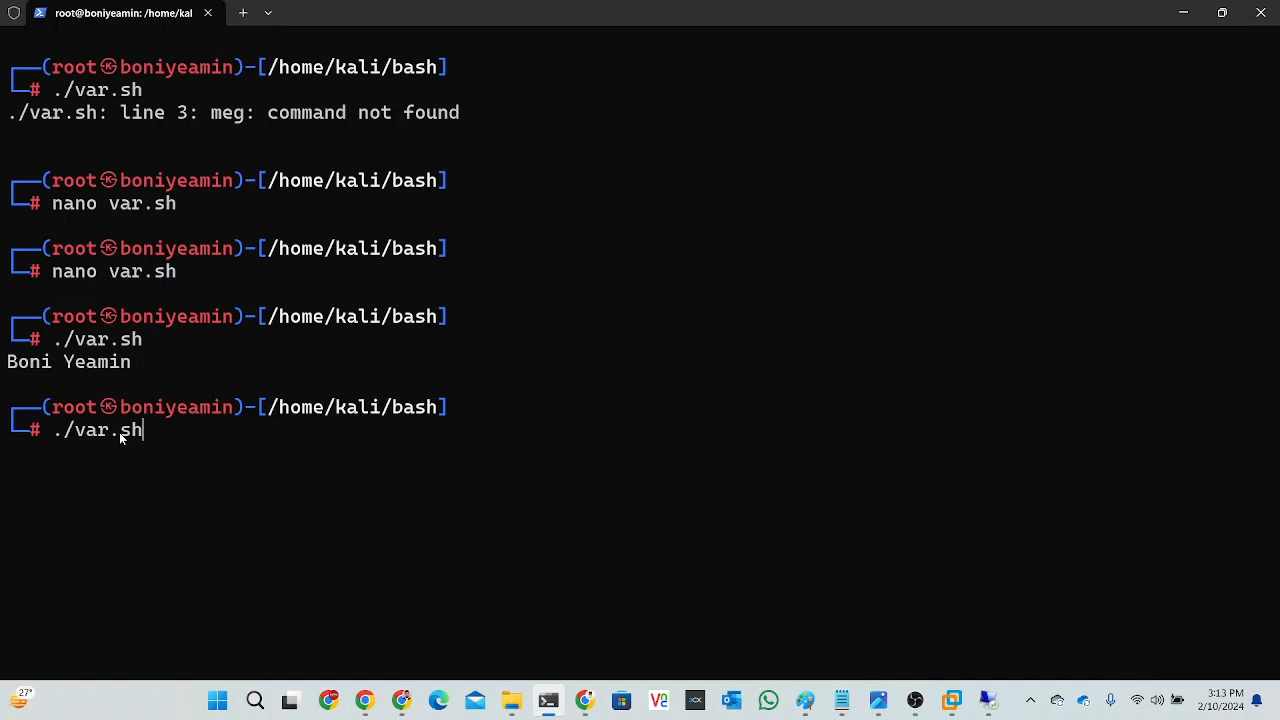 root@boniyeamin: /home/kal
┌──(root㉿boniyeamin)-[/home/kali/bash]
└─# ./var.sh
./var.sh: line 3: meg: command not found
┌──(root㉿boniyeamin)-[/home/kali/bash]
└─# nano var.sh
┌──(root㉿boniyeamin)-[/home/kali/bash]
└─# nano var.sh
┌──(root㉿boniyeamin)-[/home/kali/bash]
└─# ./var.sh
Boni Yeamin
┌──(root㉿boniyeamin)-[/home/kali/bash]
└─# ./var.sh
27°
3:13 PM
2/10/2024